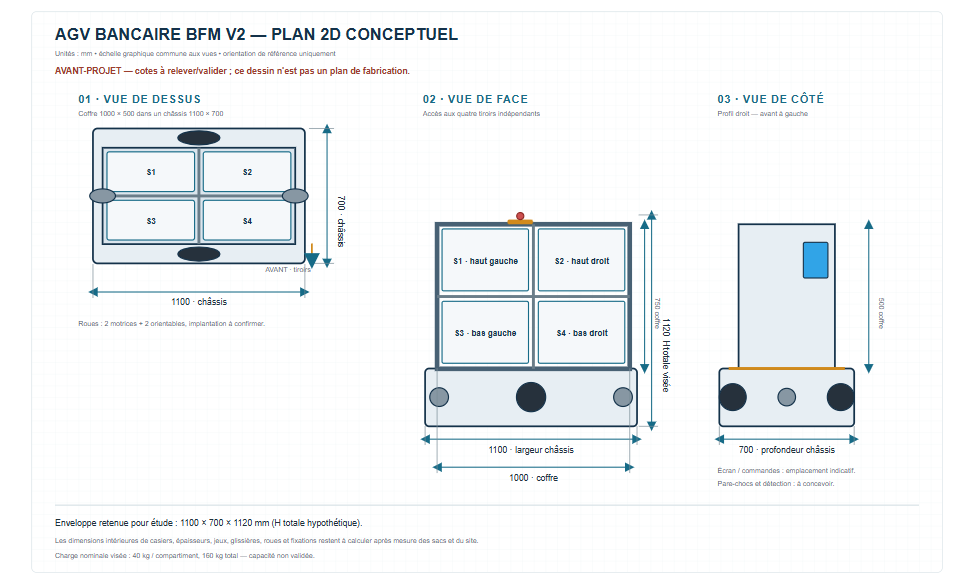 AGV BANCAIRE BFM V2 — PLAN 2D CONCEPTUEL
Unités : mm • échelle graphique commune aux vues • orientation de référence uniquement
AVANT-PROJET — cotes à relever/valider ; ce dessin n'est pas un plan de fabrication.
01 · VUE DE DESSUS
Coffre 1000 × 500 dans un châssis 1100 × 700
S1
S2
S3
S4
700 · châssis
AVANT · tiroirs
1100 · châssis
Roues : 2 motrices + 2 orientables, implantation à confirmer.
02 · VUE DE FACE
Accès aux quatre tiroirs indépendants
S1 · haut gauche
S2 · haut droit
S3 · bas gauche
S4 · bas droit
750 coffre
1120 H totale visée
1100 · largeur châssis
1000 · coffre
03 · VUE DE CÔTÉ
Profil droit — avant à gauche
500 coffre
700 · profondeur châssis
Écran / commandes : emplacement indicatif.
Pare-chocs et détection : à concevoir.
Enveloppe retenue pour étude : 1100 × 700 × 1120 mm (H totale hypothétique).
Les dimensions intérieures de casiers, épaisseurs, jeux, glissières, roues et fixations restent à calculer après mesure des sacs et du site.
Charge nominale visée : 40 kg / compartiment, 160 kg total — capacité non validée.